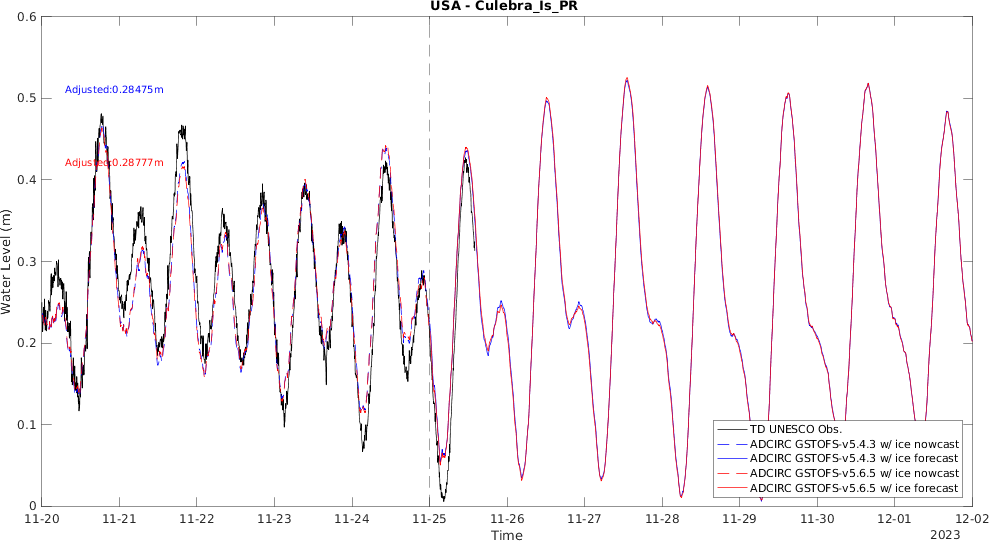 USA - Culebra_Is_PR
0.6
0.5
0.4
0.3
0.2
0.1
0
Water Level (m)
Adjusted:0.28475m
Adjusted:0.28777m
TD UNESCO Obs.
ADCIRC GSTOFS-v5.4.3 w/ ice nowcast
ADCIRC GSTOFS-v5.4.3 w/ ice forecast
ADCIRC GSTOFS-v5.6.5 w/ ice nowcast
ADCIRC GSTOFS-v5.6.5 w/ ice forecast
11-20 11-21 11-22 11-23 11-24 11-25 11-26 11-27 11-28 11-29 11-30 12-01 12-02
Time
2023